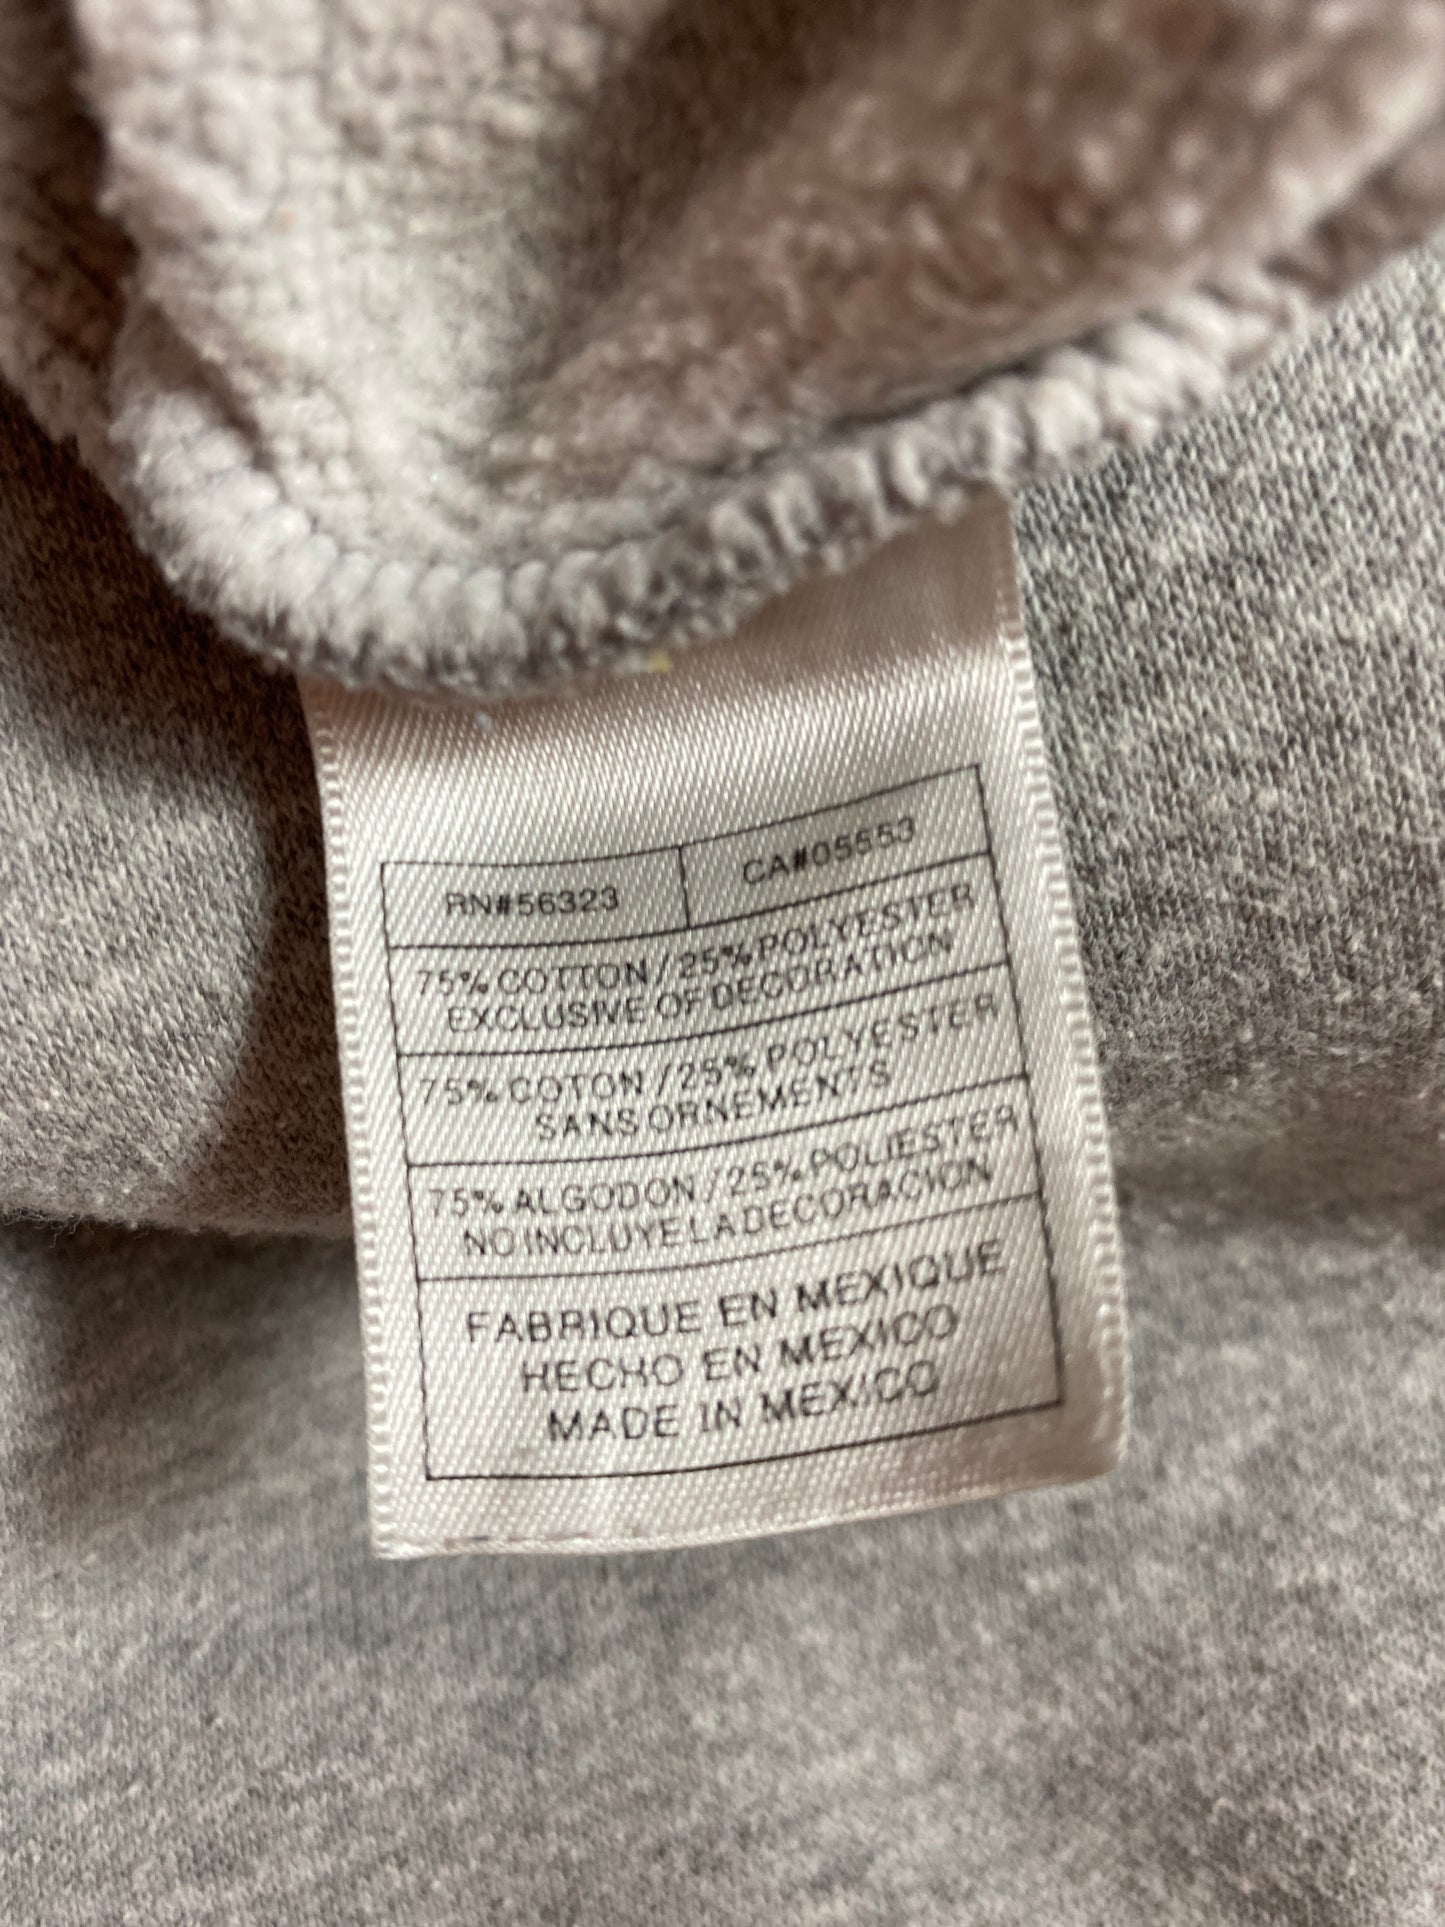 RN#56323 CA#05553
75% COTTON/25% POLYESTER
EXCLUSIVE OF DECORATION
75% COTON/25% POLYESTER
SANS ORNEMENTS
75% ALGODON/25% POLIESTER
NO INCLUYE LA DECORACION
FABRIQUE EN MEXIQUE
HECHO EN MEXICO
MADE IN MEXICO